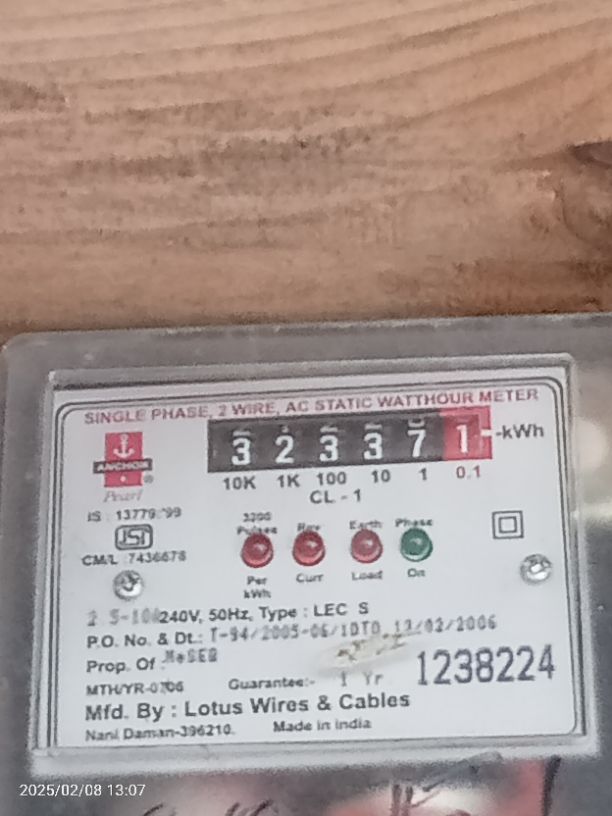 SINGLE PHASE, 2 WIRE, AC STATIC WATTHOUR METER
3 2 3 3 7 1 -kWh
10K 1K 100 10 1 0.1
CL - 1
ANCHOR
Pearl
IS : 13779:'99
ISI
CM/L 7436678
3200 Pulses Rev Earth Phase
Per kWh Curr Load On
240V, 50Hz, Type : LEC S
P.O. No. & Dt.: T-94/2005-06/ 13/02/2006
Prop. Of : MeSEB
MTH/YR- Guarantee:- 1 Yr
1238224
Mfd. By : Lotus Wires & Cables
Nani Daman-396210. Made in India
2025/02/08 13:07